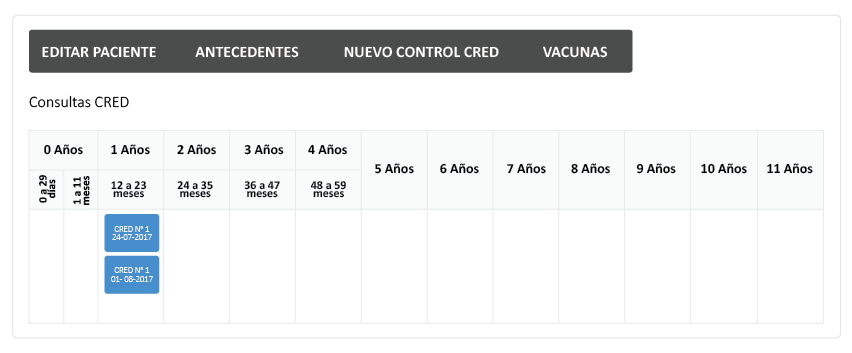 EDITAR PACIENTE ANTECEDENTES NUEVO CONTROL CRED VACUNAS
Consultas CRED
0 Años 1 Años 2 Años 3 Años 4 Años 5 Años 6 Años 7 Años 8 Años 9 Años 10 Años 11 Años
0 a 29
días
1 a 11
meses
12 a 23
meses
24 a 35
meses
36 a 47
meses
48 a 59
meses
CRED Nº 1
24-07-2017
CRED Nº 1
01- 08-2017